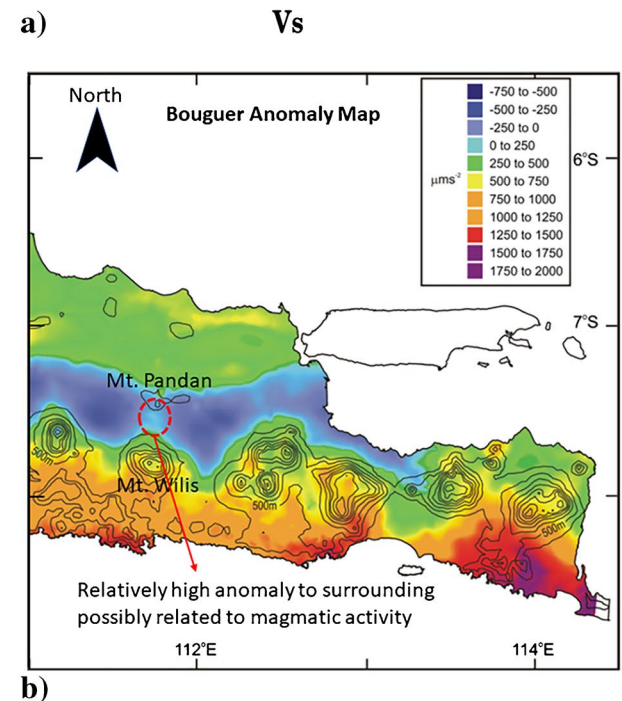 a)
Vs
North
Bouguer Anomaly Map
-750 to -500
-500 to -250
-250 to 0
0 to 250
250 to 500
500 to 750
750 to 1000
1000 to 1250
1250 to 1500
1500 to 1750
1750 to 2000
μms⁻²
6°S
7°S
Mt. Pandan
500m
Mt. Wilis
500m
500m
Relatively high anomaly to surrounding
possibly related to magmatic activity
112°E
114°E
b)